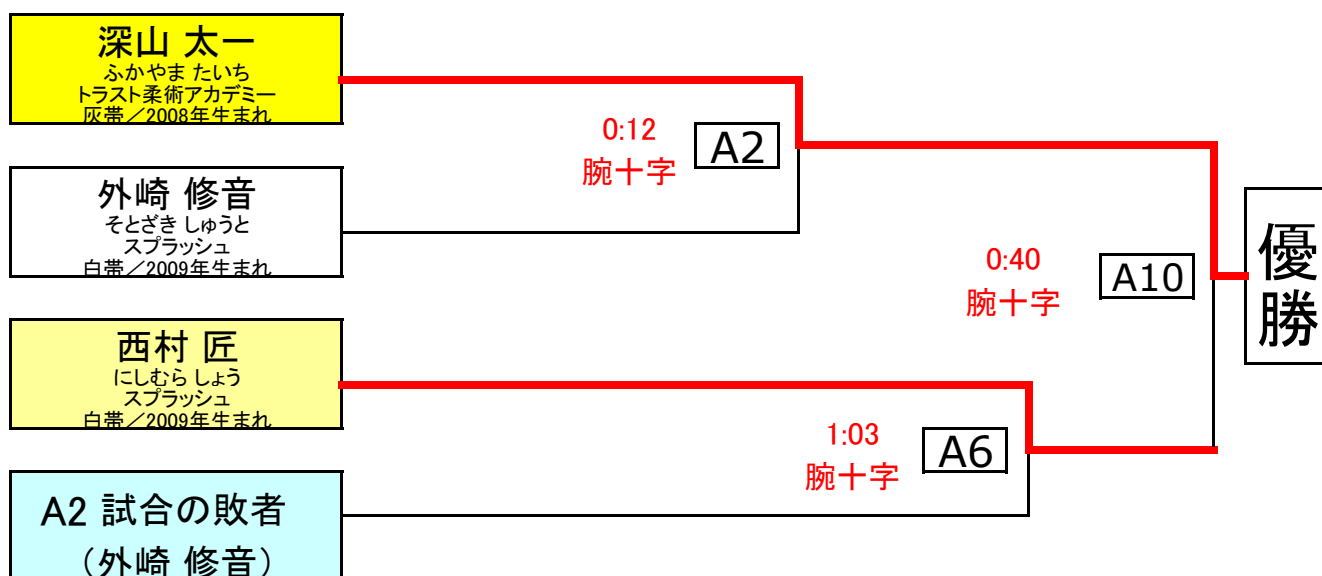 深山 太一
ふかやま たいち
トラスト柔術アカデミー
灰帯／2008年生まれ
0:12
腕十字
A2
外崎 修音
そとざき しゅうと
スプラッシュ
白帯／2009年生まれ
0:40
腕十字
A10
優勝
西村 匠
にしむら しょう
スプラッシュ
白帯／2009年生まれ
1:03
腕十字
A6
A2 試合の敗者
（外崎 修音）